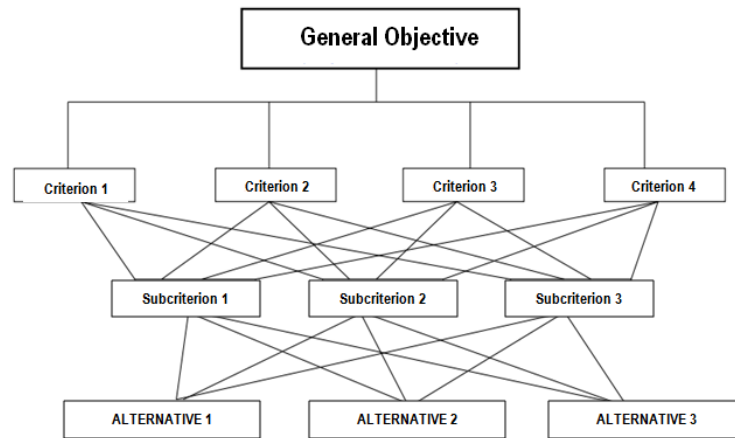 General Objective
Criterion 1
Criterion 2
Criterion 3
Criterion 4
Subcriterion 1
Subcriterion 2
Subcriterion 3
ALTERNATIVE 1
ALTERNATIVE 2
ALTERNATIVE 3